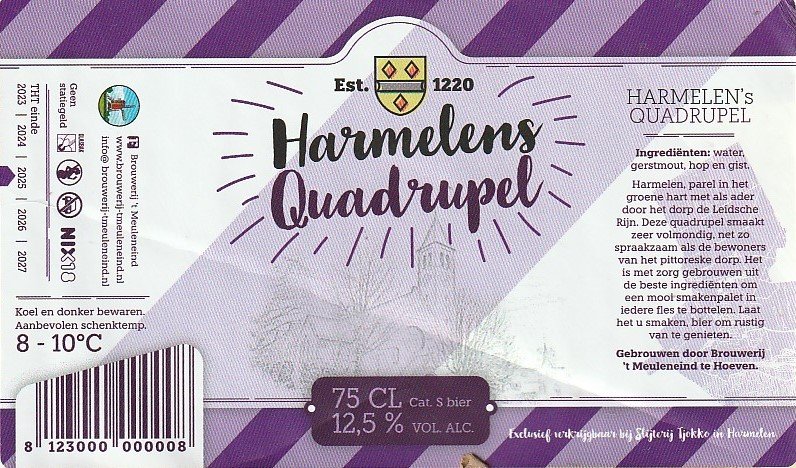 Est. 1220
Harmelens
Quadrupel
75 CL Cat. S bier
12,5 % VOL. ALC.
THT einde
2023 | 2024 | 2025 | 2026 | 2027
Geen
statiegeld
NIX18
Brouwerij 't Meuleneind
www.brouwerij-tmeuleneind.nl
info@brouwerij-tmeuleneind.nl
Koel en donker bewaren.
Aanbevolen schenktemp.
8 - 10°C
8 123000 000008
HARMELEN's
QUADRUPEL
Ingrediënten: water,
gerstmout, hop en gist.
Harmelen, parel in het
groene hart met als ader
door het dorp de Leidsche
Rijn. Deze quadrupel smaakt
zeer volmondig, net zo
spraakzaam als de bewoners
van het pittoreske dorp. Het
is met zorg gebrouwen uit
de beste ingrediënten om
een mooi smakenpalet in
iedere fles te bottelen. Laat
het u smaken, bier om rustig
van te genieten.
Gebrouwen door Brouwerij
't Meuleneind te Hoeven.
Exclusief verkrijgbaar bij Slijterij Tjokko in Harmelen.